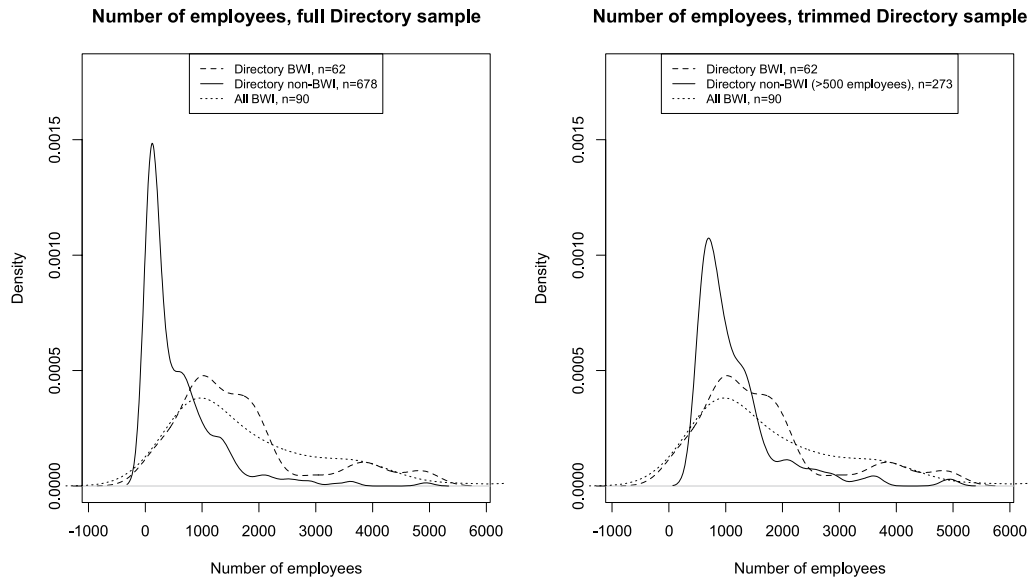 Number of employees, full Directory sample
Directory BWI, n=62
Directory non-BWI, n=678
All BWI, n=90
Density
0.0015
0.0010
0.0005
0.0000
-1000 0 1000 2000 3000 4000 5000 6000
Number of employees
Number of employees, trimmed Directory sample
Directory BWI, n=62
Directory non-BWI (>500 employees), n=273
All BWI, n=90
Density
0.0015
0.0010
0.0005
0.0000
-1000 0 1000 2000 3000 4000 5000 6000
Number of employees